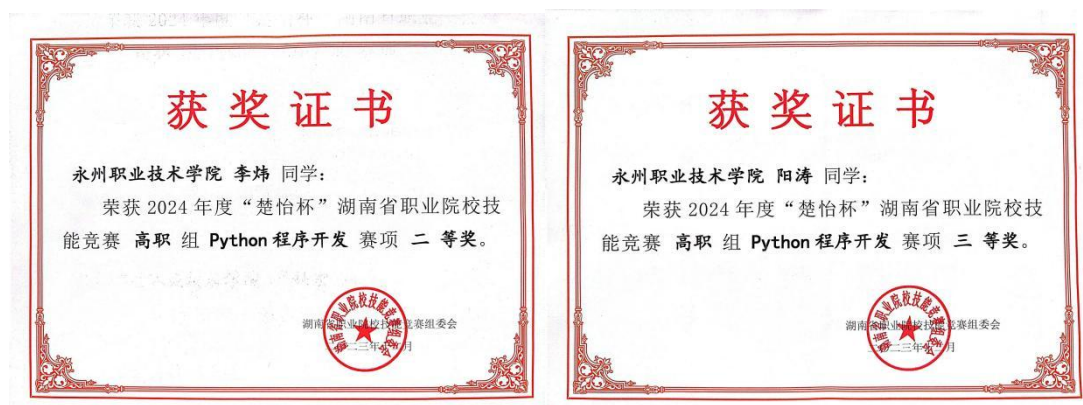 获奖证书
永州职业技术学院 李炜 同学：
荣获 2024 年度“楚怡杯”湖南省职业院校技
能竞赛 高职 组 Python 程序开发 赛项 二 等奖。
湖南省职业院校技能竞赛组委会
获奖证书
永州职业技术学院 阳涛 同学：
荣获 2024 年度“楚怡杯”湖南省职业院校技
能竞赛 高职 组 Python 程序开发 赛项 三 等奖。
湖南省职业院校技能竞赛组委会